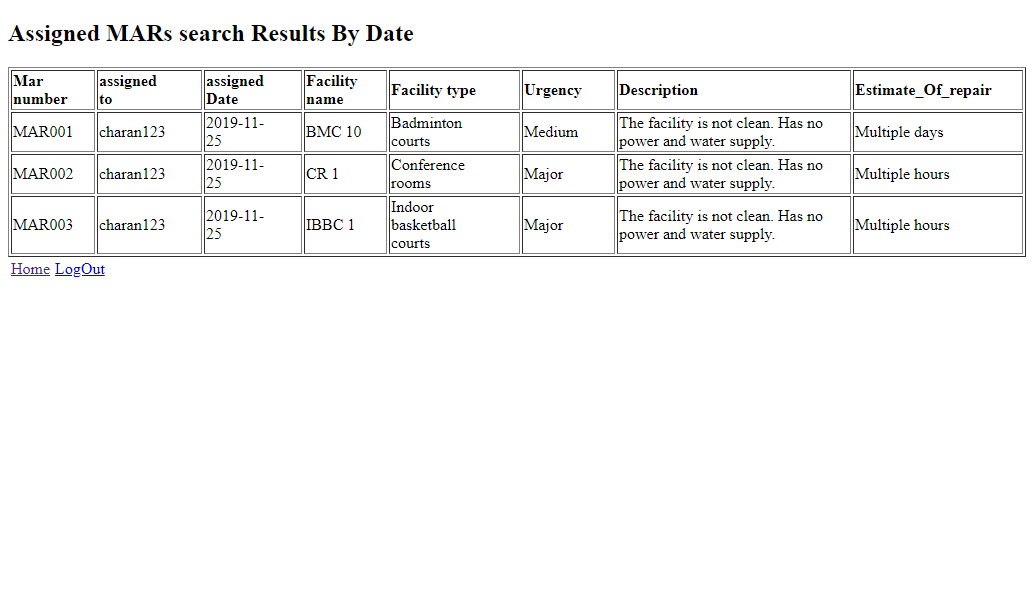 Assigned MARs search Results By Date
Mar number assigned to assigned Date Facility name Facility type Urgency Description Estimate_Of_repair
MAR001 charan123 2019-11-25 BMC 10 Badminton courts Medium The facility is not clean. Has no power and water supply. Multiple days
MAR002 charan123 2019-11-25 CR 1 Conference rooms Major The facility is not clean. Has no power and water supply. Multiple hours
MAR003 charan123 2019-11-25 IBBC 1 Indoor basketball courts Major The facility is not clean. Has no power and water supply. Multiple hours
Home LogOut